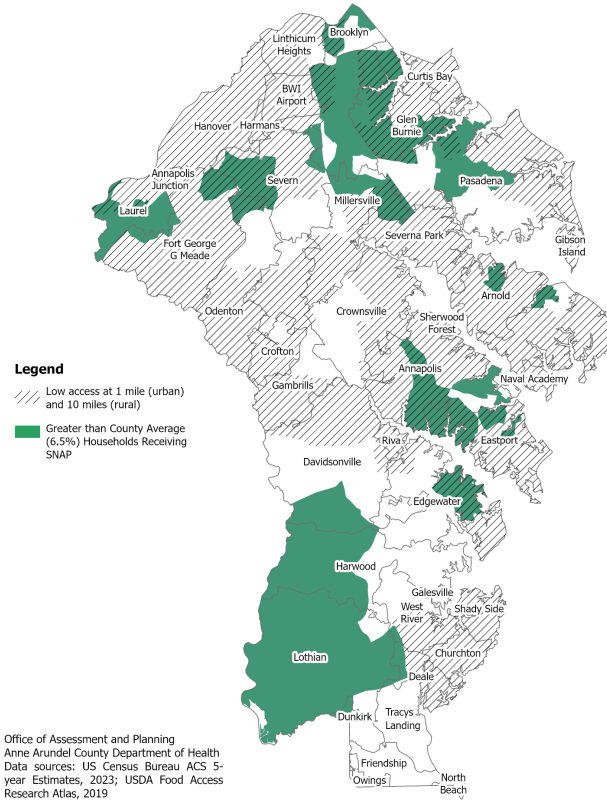 Brooklyn
Linthicum
Heights
Curtis Bay
BWI
Airport
Glen
Burnie
Hanover
Harmans
Annapolis
Junction
Severn
Pasadena
Millersville
Laurel
Severna Park
Fort George
G Meade
Gibson
Island
Arnold
Odenton
Crownsville
Sherwood
Forest
Crofton
Legend
Annapolis
Naval Academy
Gambrills
Low access at 1 mile (urban)
and 10 miles (rural)
Greater than County Average
(6.5%) Households Receiving
SNAP
Riva
Eastport
Davidsonville
Edgewater
Harwood
Galesville
West
River
Shady Side
Churchton
Lothian
Deale
Dunkirk
Tracys
Landing
Friendship
Owings
North
Beach
Office of Assessment and Planning
Anne Arundel County Department of Health
Data sources: US Census Bureau ACS 5-
year Estimates, 2023; USDA Food Access
Research Atlas, 2019